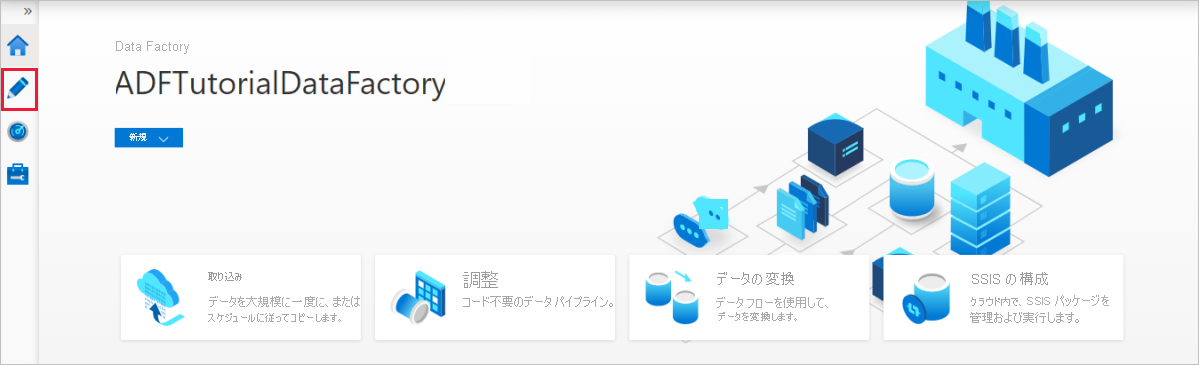 »
Data Factory
ADFTutorialDataFactory
新規
取り込み
データを大規模に一度に、または
スケジュールに従ってコピーします。
調整
コード不要のデータ パイプライン。
データの変換
データ フローを使用して、
データを変換します。
SSIS の構成
クラウド内で、SSIS パッケージを
管理および実行します。